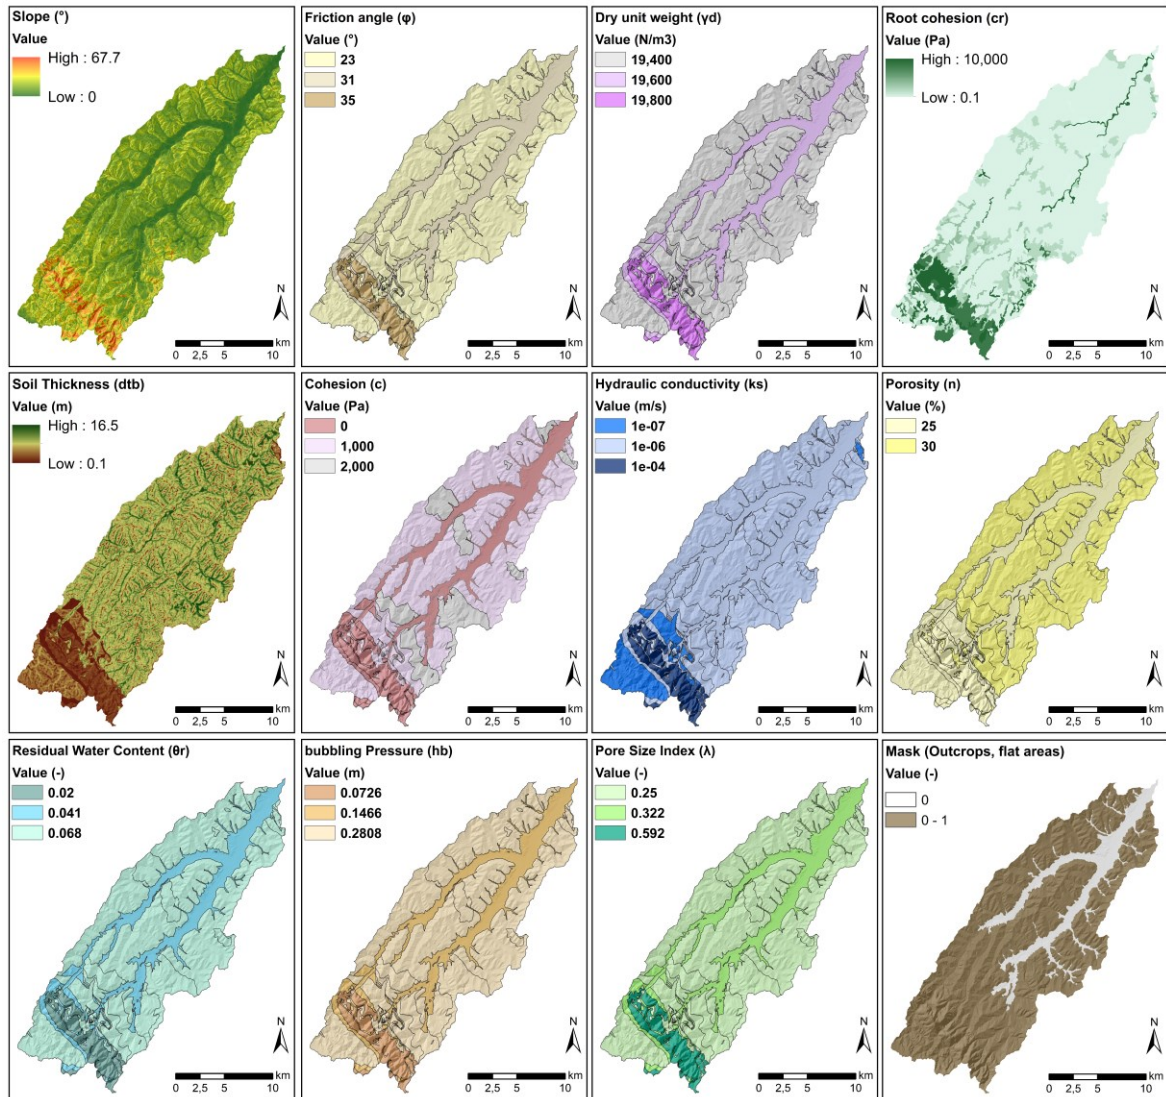 Slope (°)
Value
High : 67.7
Low : 0
N
km
0 2,5 5 10
Friction angle (φ)
Value (°)
23
31
35
N
km
0 2,5 5 10
Dry unit weight (γd)
Value (N/m3)
19,400
19,600
19,800
N
km
0 2,5 5 10
Root cohesion (cr)
Value (Pa)
High : 10,000
Low : 0.1
N
km
0 2,5 5 10
Soil Thickness (dtb)
Value (m)
High : 16.5
Low : 0.1
N
km
0 2,5 5 10
Cohesion (c)
Value (Pa)
0
1,000
2,000
N
km
0 2,5 5 10
Hydraulic conductivity (ks)
Value (m/s)
1e-07
1e-06
1e-04
N
km
0 2,5 5 10
Porosity (n)
Value (%)
25
30
N
km
0 2,5 5 10
Residual Water Content (θr)
Value (-)
0.02
0.041
0.068
N
km
0 2,5 5 10
bubbling Pressure (hb)
Value (m)
0.0726
0.1466
0.2808
N
km
0 2,5 5 10
Pore Size Index (λ)
Value (-)
0.25
0.322
0.592
N
km
0 2,5 5 10
Mask (Outcrops, flat areas)
Value (-)
0
0 - 1
N
km
0 2,5 5 10